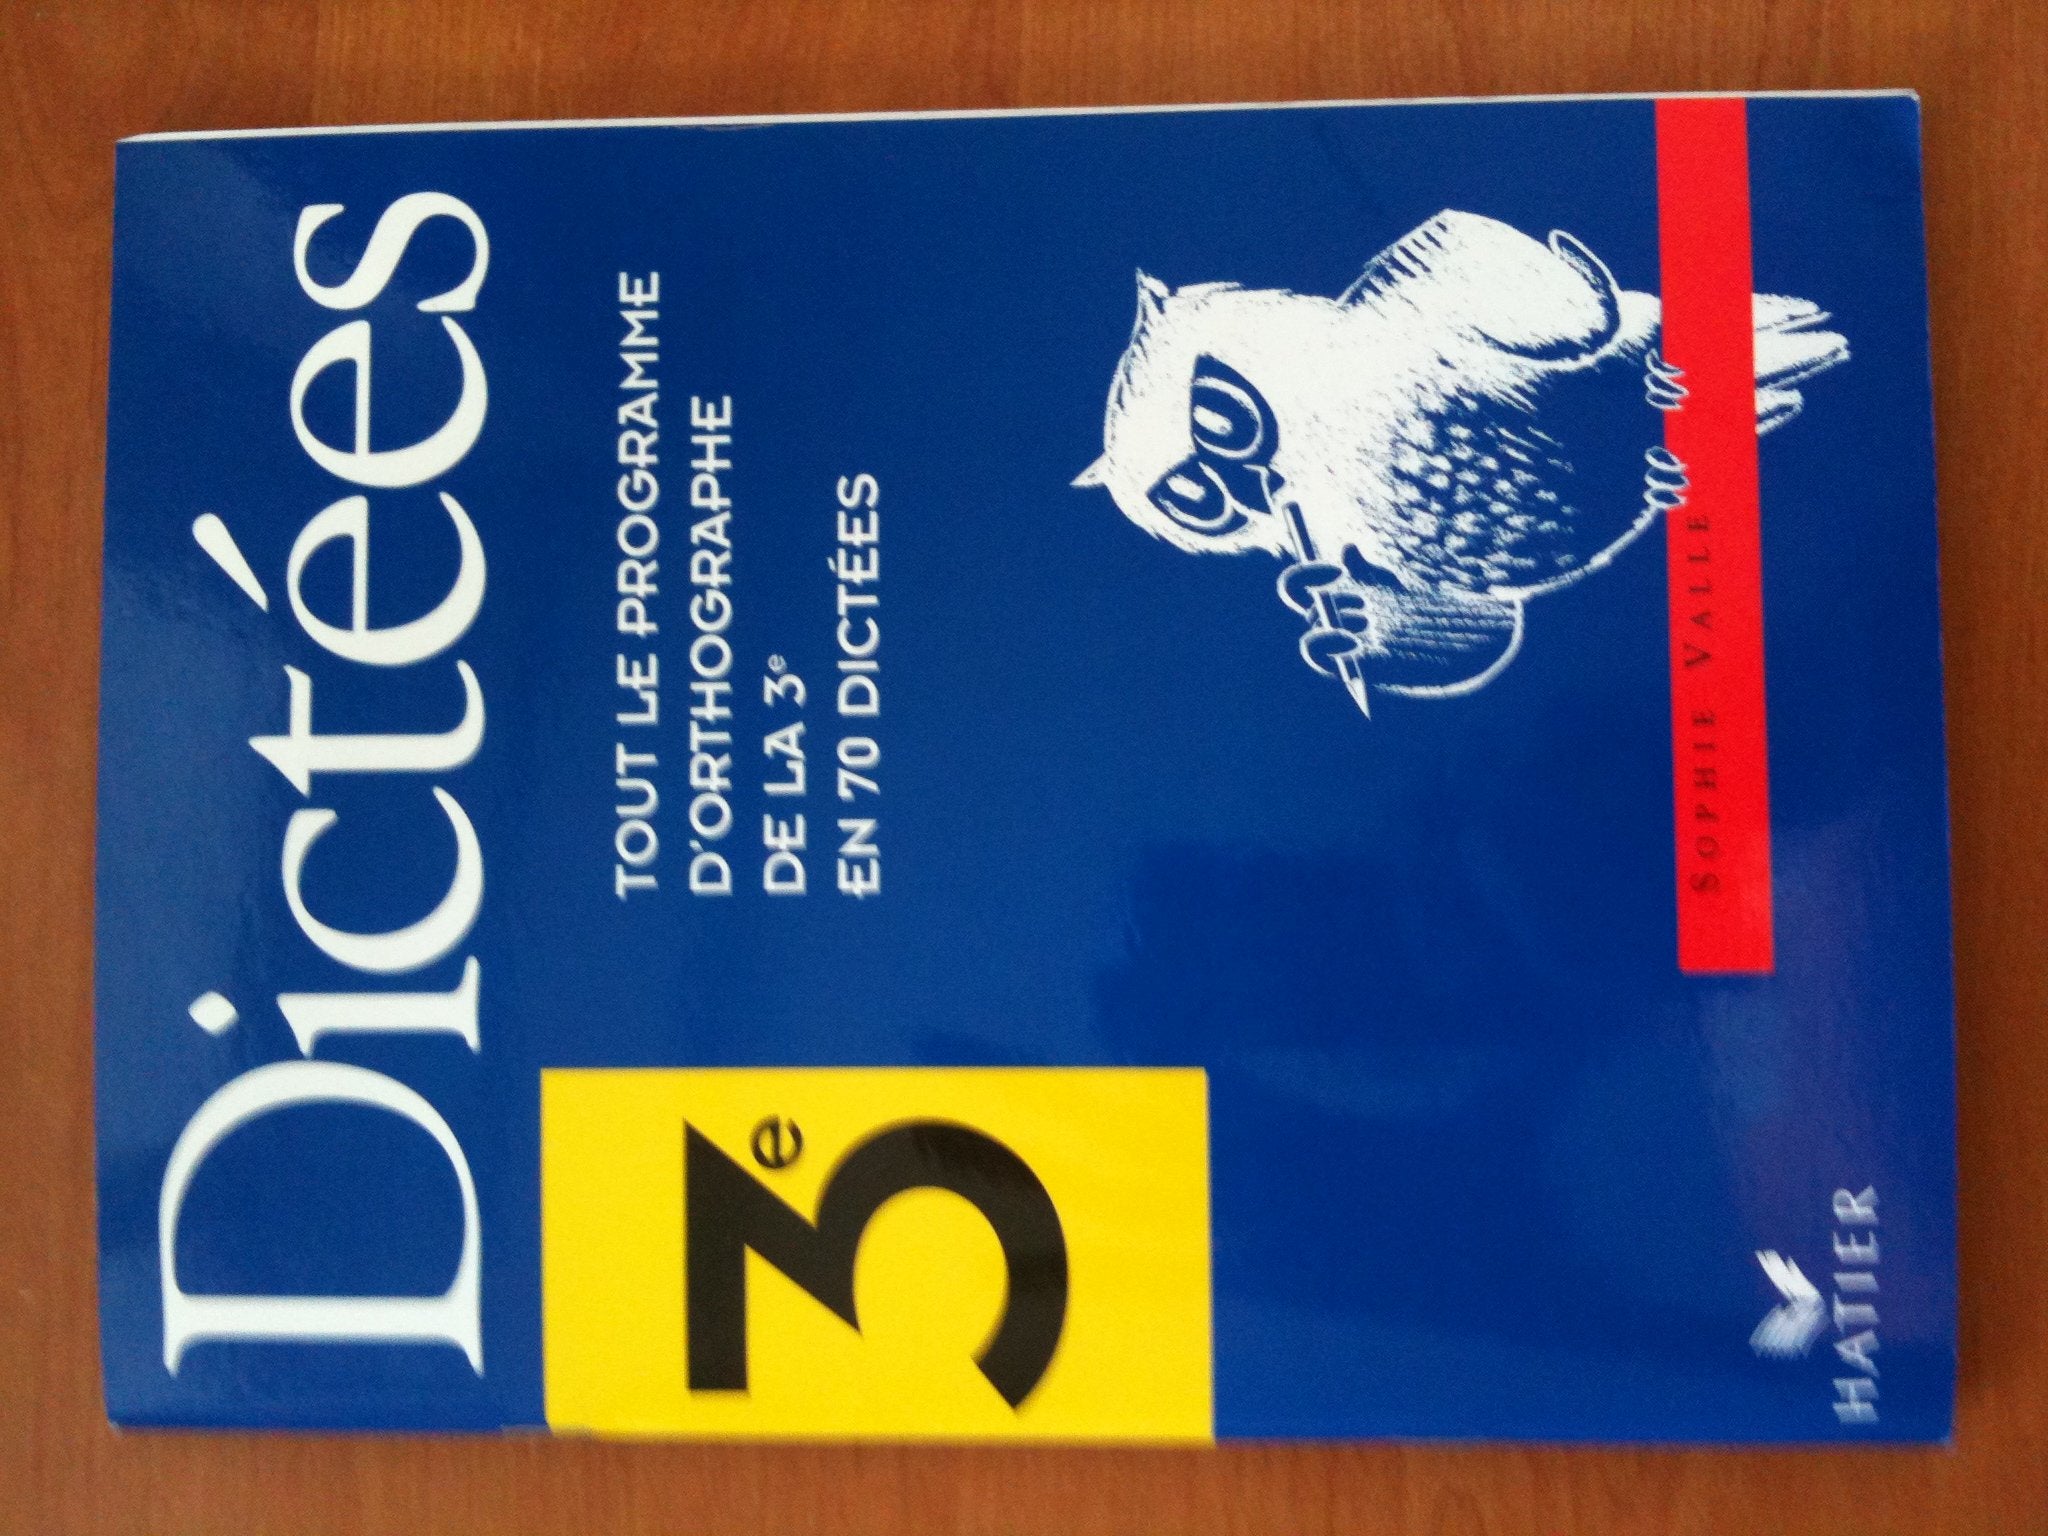 Dictées
3e
TOUT LE PROGRAMME
D'ORTHOGRAPHE
DE LA 3e
EN 70 DICTÉES
SOPHIE VALLE
HATIER